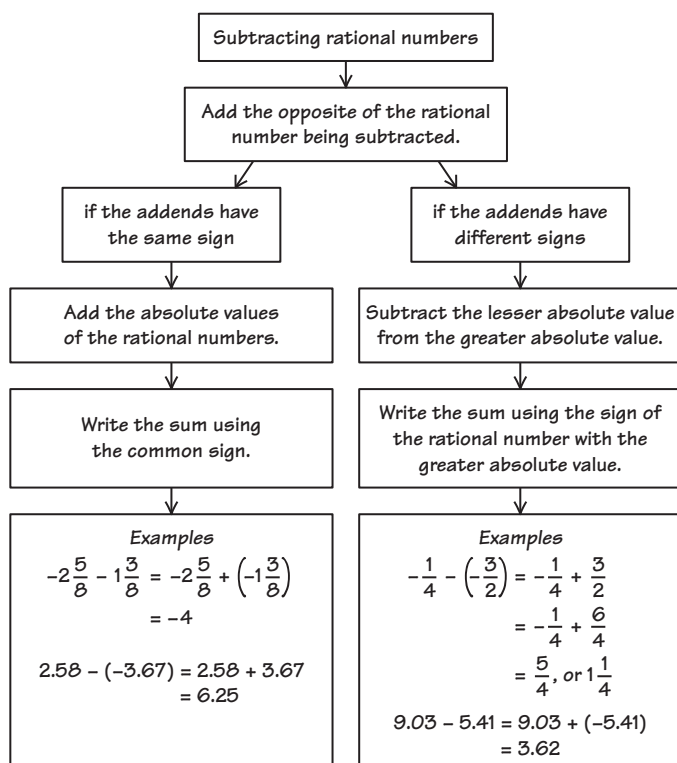 Subtracting rational numbers
Add the opposite of the rational
number being subtracted.
if the addends have
the same sign
Add the absolute values
of the rational numbers.
Write the sum using
the common sign.
Examples
-2 5/8 - 1 3/8 = -2 5/8 + (-1 3/8)
= -4
2.58 - (-3.67) = 2.58 + 3.67
= 6.25
if the addends have
different signs
Subtract the lesser absolute value
from the greater absolute value.
Write the sum using the sign of
the rational number with the
greater absolute value.
Examples
-1/4 - (-3/2) = -1/4 + 3/2
= -1/4 + 6/4
= 5/4, or 1 1/4
9.03 - 5.41 = 9.03 + (-5.41)
= 3.62